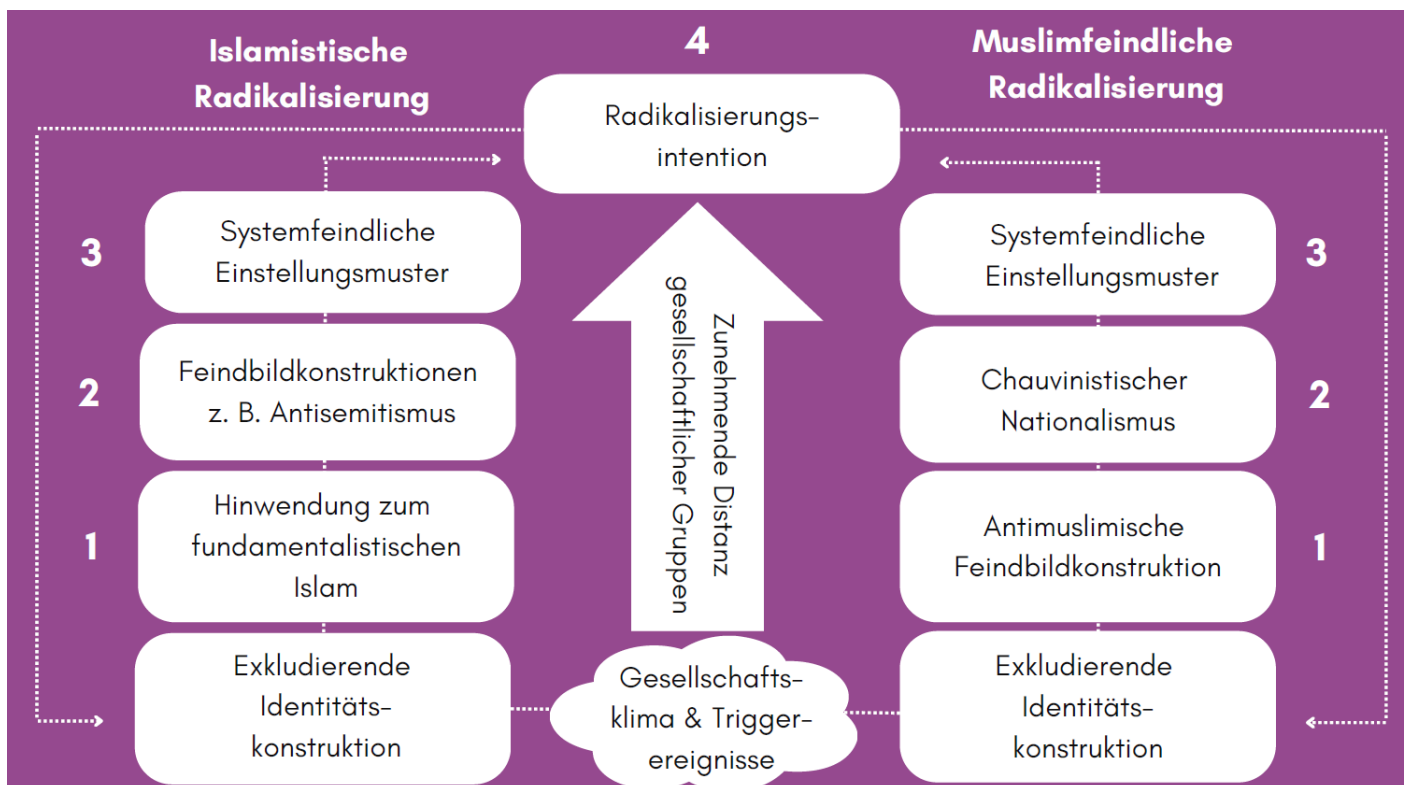 Islamistische
Radikalisierung
4
Muslimfeindliche
Radikalisierung
Radikalisierungs-
intention
3
Systemfeindliche
Einstellungsmuster
2
Feindbildkonstruktionen
z. B. Antisemitismus
1
Hinwendung zum
fundamentalistischen
Islam
Exkludierende
Identitäts-
konstruktion
Zunehmende Distanz
gesellschaftlicher Gruppen
Gesellschafts-
klima & Trigger-
ereignisse
Systemfeindliche
Einstellungsmuster
3
Chauvinistischer
Nationalismus
2
Antimuslimische
Feindbildkonstruktion
1
Exkludierende
Identitäts-
konstruktion